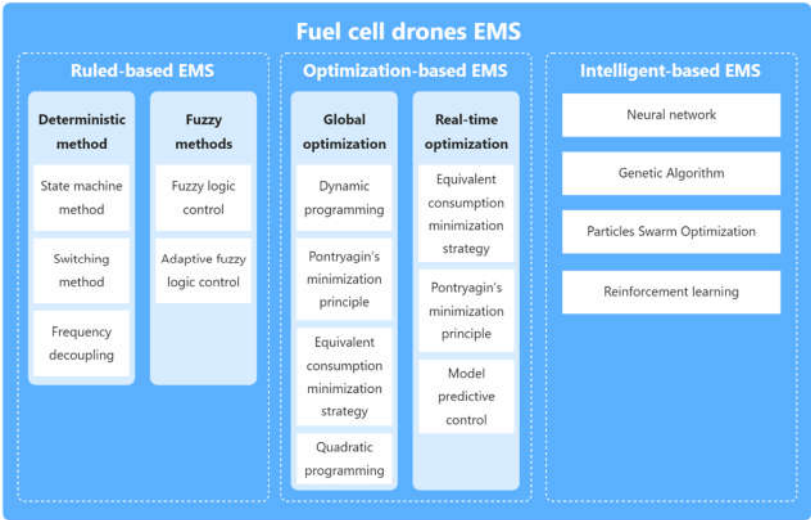 Fuel cell drones EMS
Ruled-based EMS
Deterministic
method
State machine
method
Switching
method
Frequency
decoupling
Fuzzy
methods
Fuzzy logic
control
Adaptive fuzzy
logic control
Optimization-based EMS
Global
optimization
Dynamic
programming
Pontryagin's
minimization
principle
Equivalent
consumption
minimization
strategy
Quadratic
programming
Real-time
optimization
Equivalent
consumption
minimization
strategy
Pontryagin's
minimization
principle
Model
predictive
control
Intelligent-based EMS
Neural network
Genetic Algorithm
Particles Swarm Optimization
Reinforcement learning